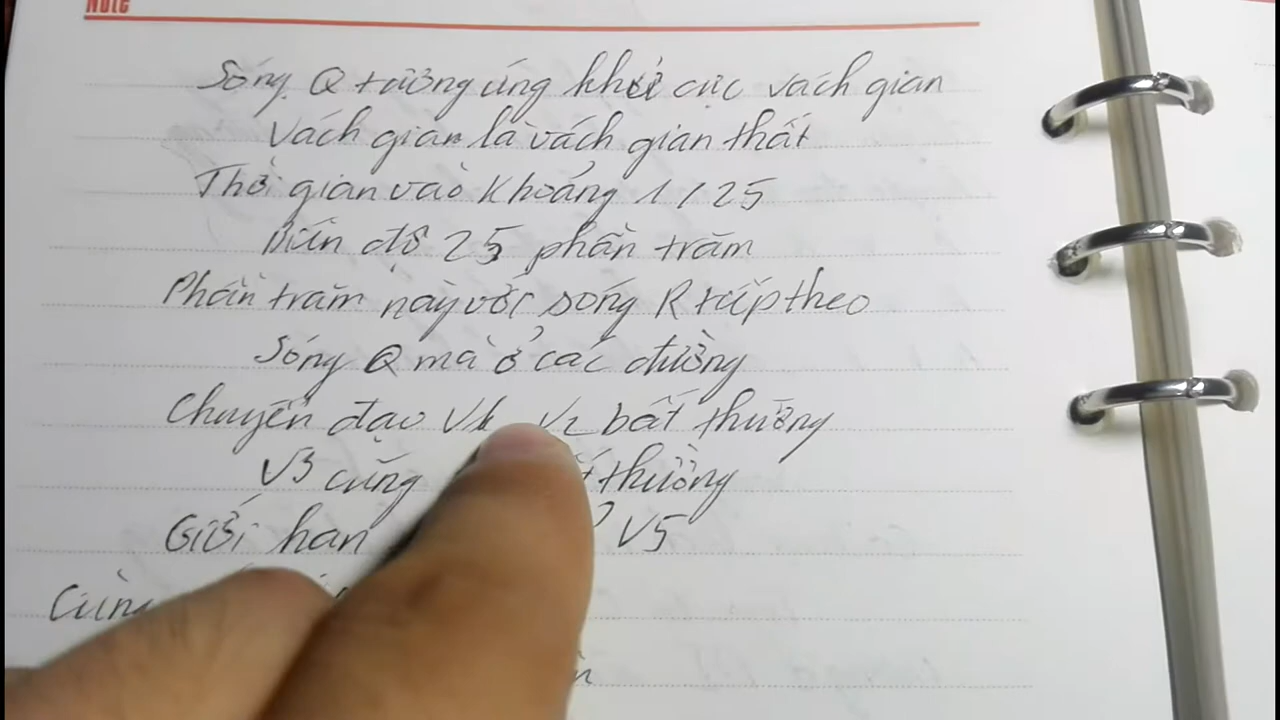 Note
Sóng Q tương ứng khử cực vách gian
Vách gian là vách gian thất
Thời gian vào khoảng 1/25
Biên độ 25 phần trăm
Phần trăm này với sóng R tiếp theo
Sóng Q mà ở các đường
Chuyển đạo V1 V2 bất thường
V3 cũng thường
Giới hạn V5
Cùng